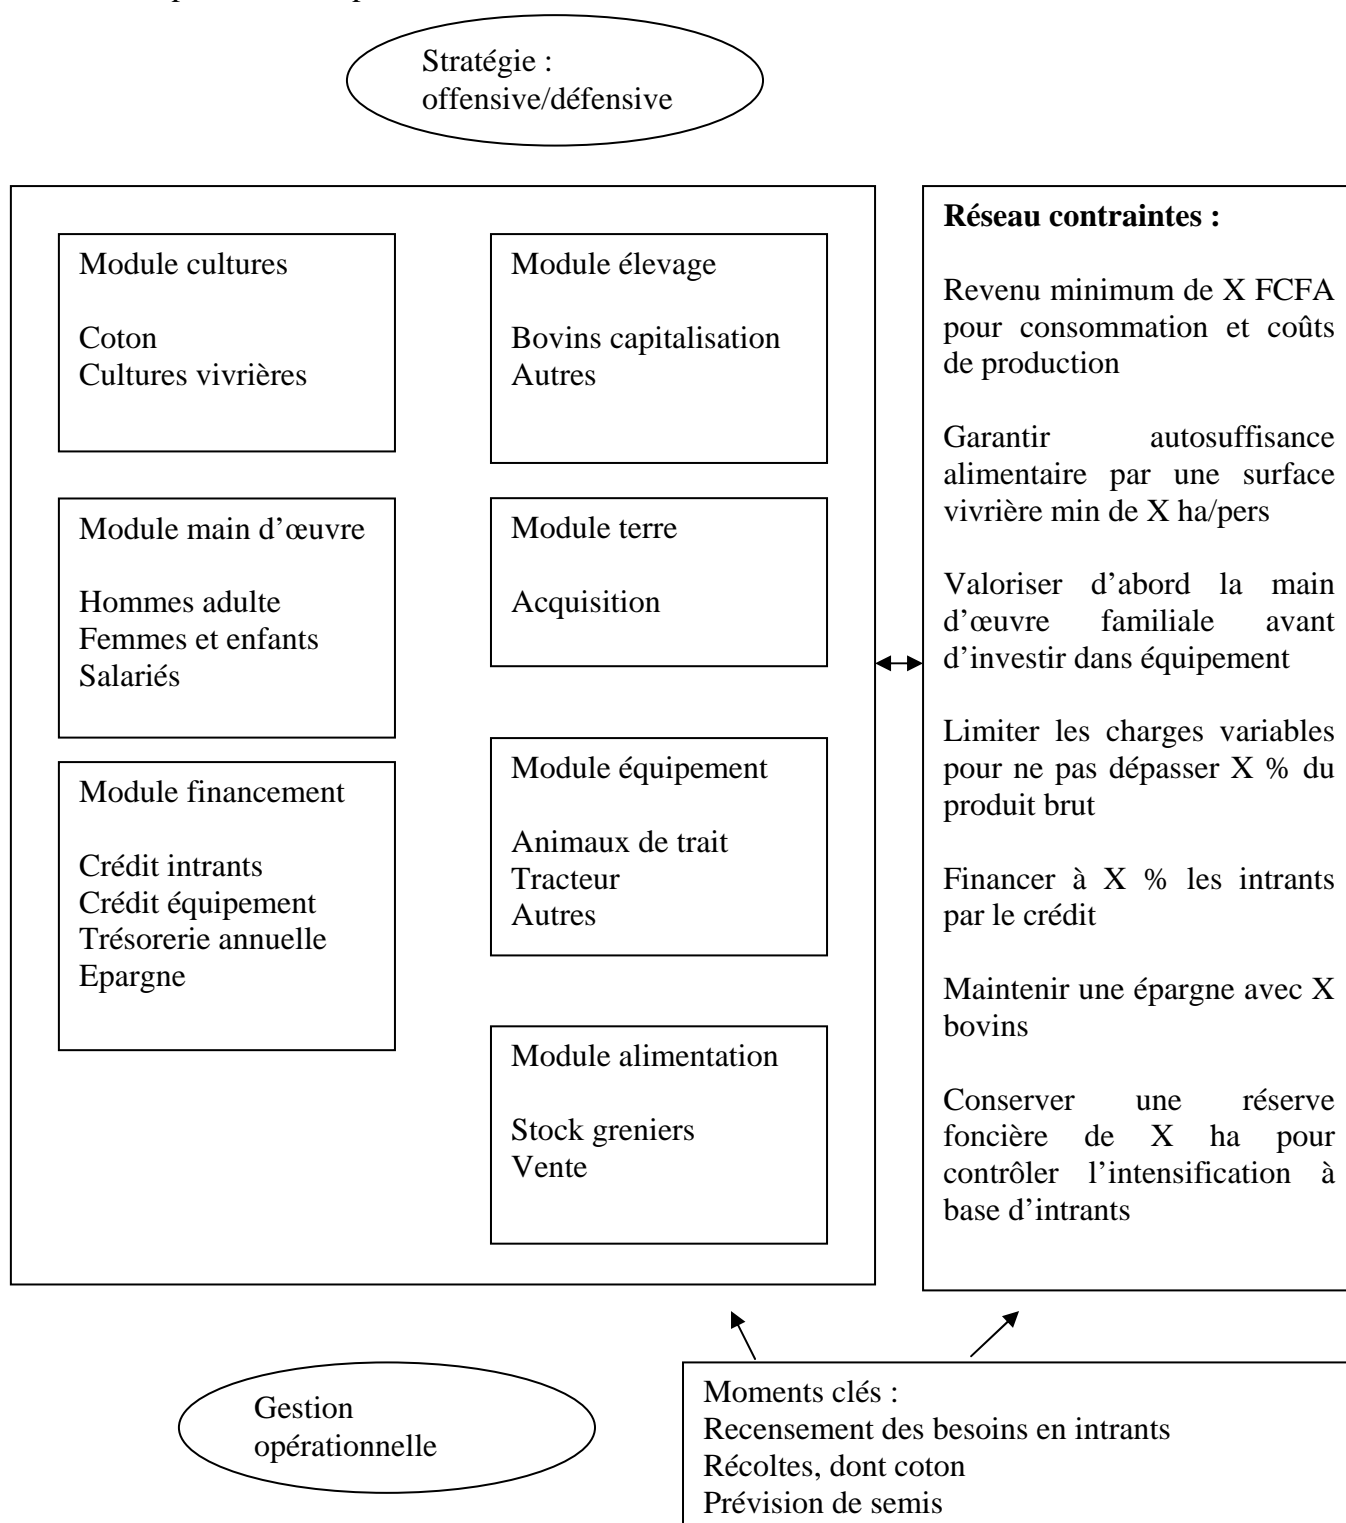 Stratégie :
offensive/défensive
Module cultures
Coton
Cultures vivrières
Module élevage
Bovins capitalisation
Autres
Module main d’œuvre
Hommes adulte
Femmes et enfants
Salariés
Module terre
Acquisition
Module financement
Crédit intrants
Crédit équipement
Trésorerie annuelle
Epargne
Module équipement
Animaux de trait
Tracteur
Autres
Module alimentation
Stock greniers
Vente
Réseau contraintes :
Revenu minimum de X FCFA
pour consommation et coûts
de production
Garantir autosuffisance
alimentaire par une surface
vivrière min de X ha/pers
Valoriser d’abord la main
d’œuvre familiale avant
d’investir dans équipement
Limiter les charges variables
pour ne pas dépasser X % du
produit brut
Financer à X % les intrants
par le crédit
Maintenir une épargne avec X
bovins
Conserver une réserve
foncière de X ha pour
contrôler l’intensification à
base d’intrants
Gestion
opérationnelle
Moments clés :
Recensement des besoins en intrants
Récoltes, dont coton
Prévision de semis